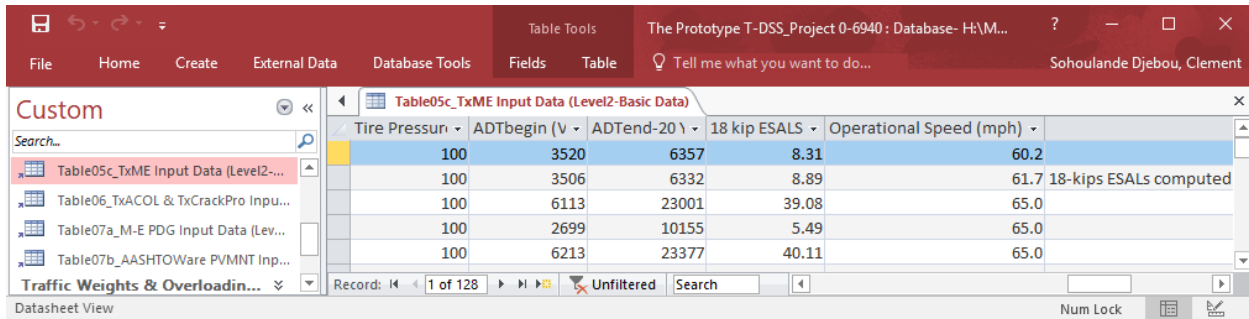 Table Tools The Prototype T-DSS_Project 0-6940 : Database- H:\M... ?
File Home Create External Data Database Tools Fields Table Tell me what you want to do... Sohoulande Djebou, Clement
Custom « Table05c_TxME Input Data (Level2-Basic Data)
Search... Tire Pressure ADTbegin (V ADTend-20 Y 18 kip ESALS Operational Speed (mph)
100 3520 6357 8.31 60.2
Table05c_TxME Input Data (Level2-... 100 3506 6332 8.89 61.7 18-kips ESALs computed
Table06_TxACOL & TxCrackPro Inpu... 100 6113 23001 39.08 65.0
Table07a_M-E PDG Input Data (Lev... 100 2699 10155 5.49 65.0
Table07b_AASHTOWare PVMNT Inp... 100 6213 23377 40.11 65.0
Traffic Weights & Overloadin... Record: 1 of 128 Unfiltered Search
Datasheet View Num Lock